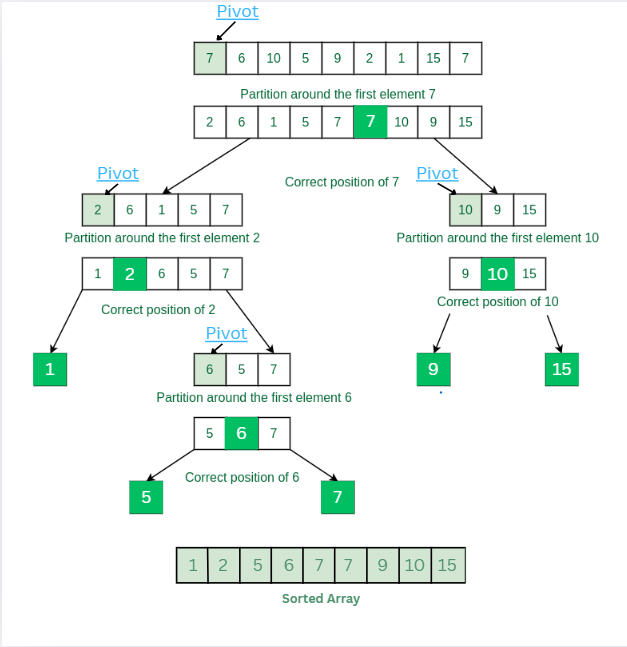 Pivot
7 6 10 5 9 2 1 15 7
Partition around the first element 7
2 6 1 5 7 7 10 9 15
Correct position of 7
Pivot
Pivot
2 6 1 5 7
10 9 15
Partition around the first element 2
Partition around the first element 10
1 2 6 5 7
9 10 15
Correct position of 2
Correct position of 10
Pivot
1
6 5 7
9
15
Partition around the first element 6
5 6 7
Correct position of 6
5
7
1 2 5 6 7 7 9 10 15
Sorted Array